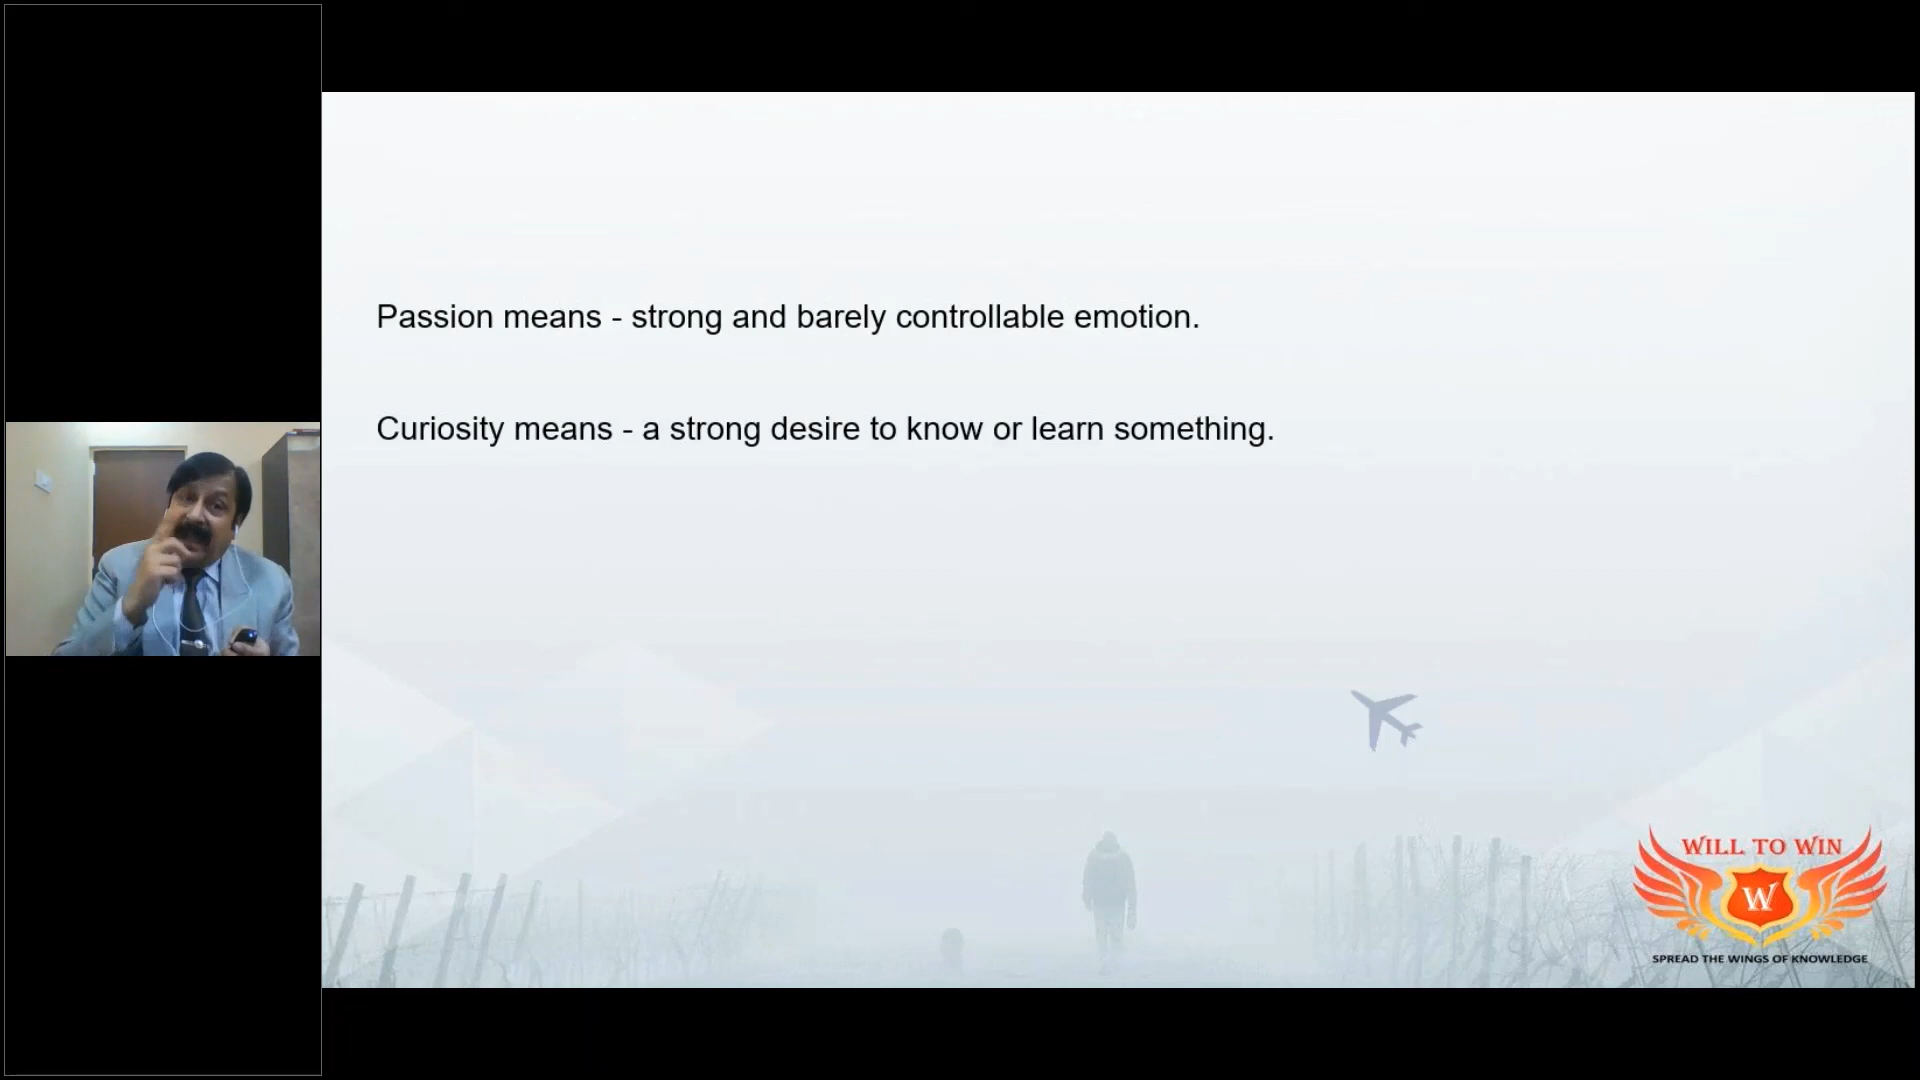 Passion means - strong and barely controllable emotion.
Curiosity means - a strong desire to know or learn something.
WILL TO WIN
W
SPREAD THE WINGS OF KNOWLEDGE